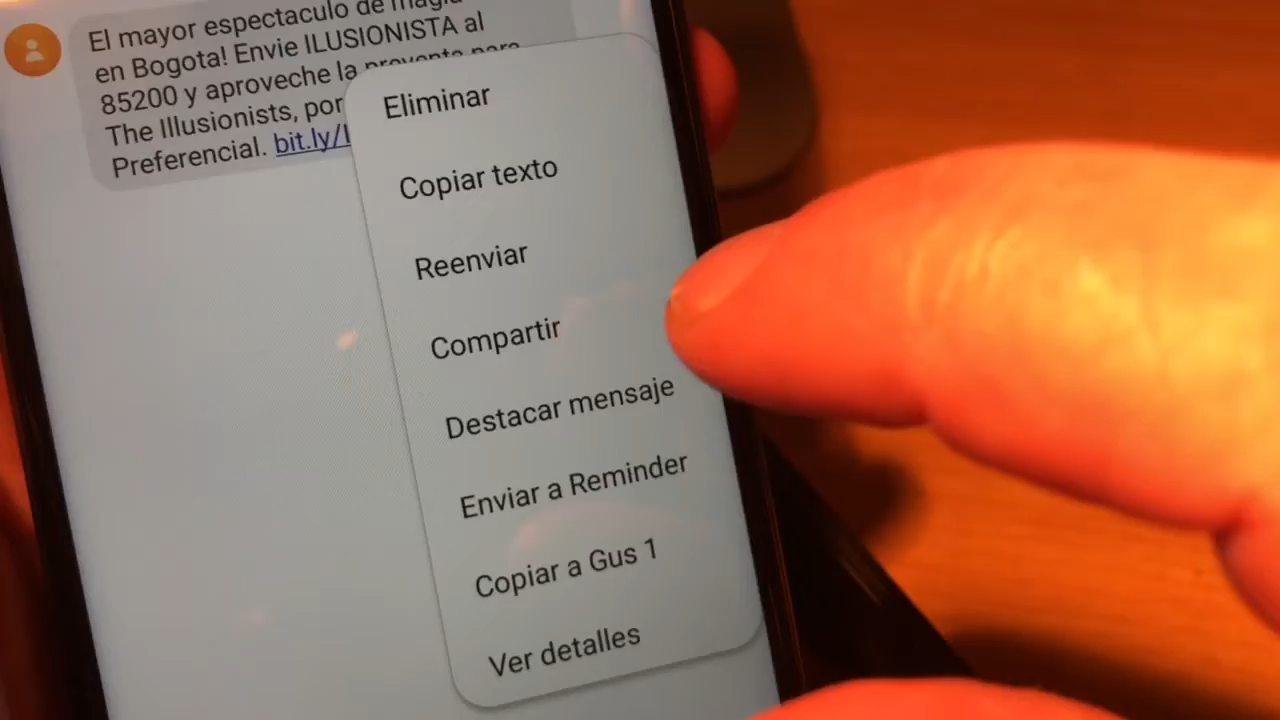 El mayor espectaculo de magia
en Bogota! Envie ILUSIONISTA al
85200 y aproveche la preventa para
The Illusionists, por
Preferencial. bit.ly/
Eliminar
Copiar texto
Reenviar
Compartir
Destacar mensaje
Enviar a Reminder
Copiar a Gus 1
Ver detalles